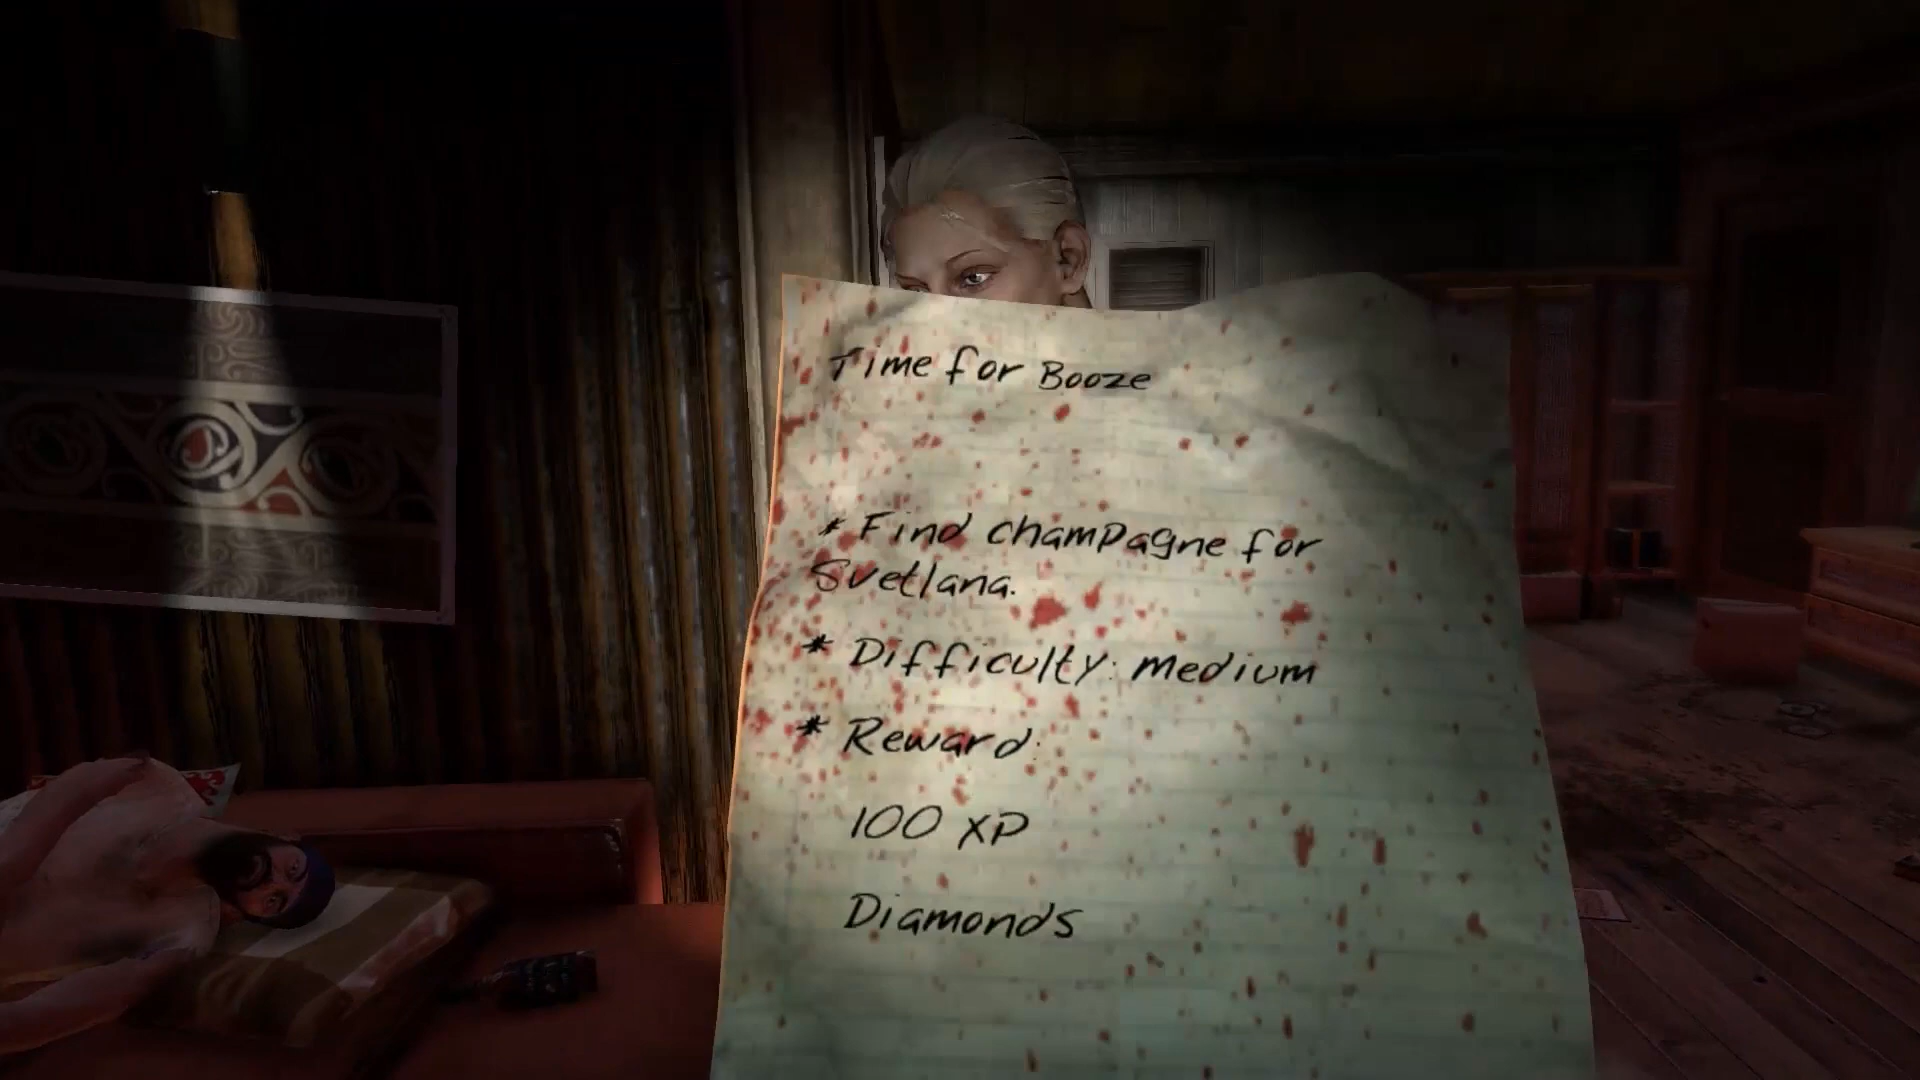 Time for Booze
* Find champagne for
Svetlana.
* Difficulty: medium
* Reward:
100 XP
Diamonds